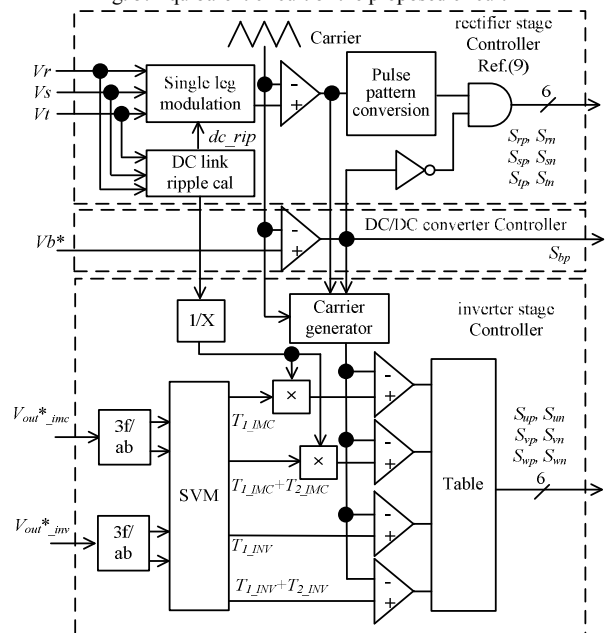 Carrier
rectifier stage
Controller
Ref.(9)
Vr
Vs
Vt
Single leg
modulation
-
+
Pulse
pattern
conversion
6
dc_rip
DC link
ripple cal
Srp, Srn
Ssp, Ssn
Stp, Stn
Vb*
-
+
DC/DC converter Controller
Sbp
1/X
Carrier
generator
inverter stage
Controller
Vout*_imc
3f/
ab
SVM
T1_IMC
×
-
+
T1_IMC+T2_IMC
×
-
+
Table
Sup, Sun
Svp, Svn
Swp, Swn
6
Vout*_inv
3f/
ab
T1_INV
-
+
T1_INV+T2_INV
-
+